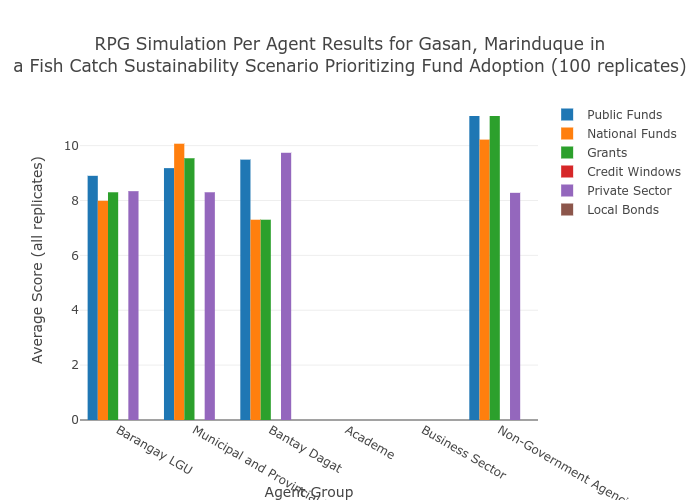 RPG Simulation Per Agent Results for Gasan, Marinduque in
a Fish Catch Sustainability Scenario Prioritizing Fund Adoption (100 replicates)
Public Funds
National Funds
Grants
Credit Windows
Private Sector
Local Bonds
Average Score (all replicates)
10
8
6
4
2
0
Barangay LGU
Municipal and
Bantay Dagat
Academe
Business Sector
Non-Government
Agent Group